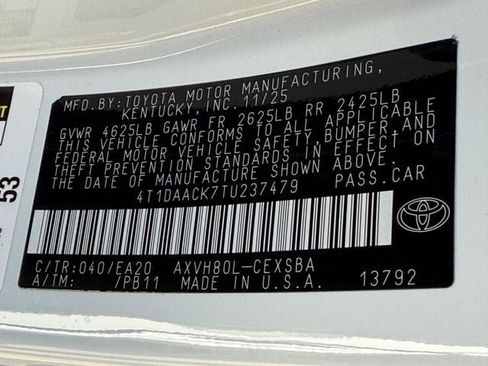 MFD.BY:TOYOTA MOTOR MANUFACTURING,
KENTUCKY, INC. 11/25
GVWR 4625LB GAWR FR 2625LB RR 2425LB
THIS VEHICLE CONFORMS TO ALL APPLICABLE
FEDERAL MOTOR VEHICLE SAFETY, BUMPER, AND
THEFT PREVENTION STANDARDS IN EFFECT ON
THE DATE OF MANUFACTURE SHOWN ABOVE.
4T1DAACK7TU237479 PASS.CAR
C/TR:040/EA20 AXVH80L-CEXSBA
A/TM: /PB11 MADE IN U.S.A. 13792
53